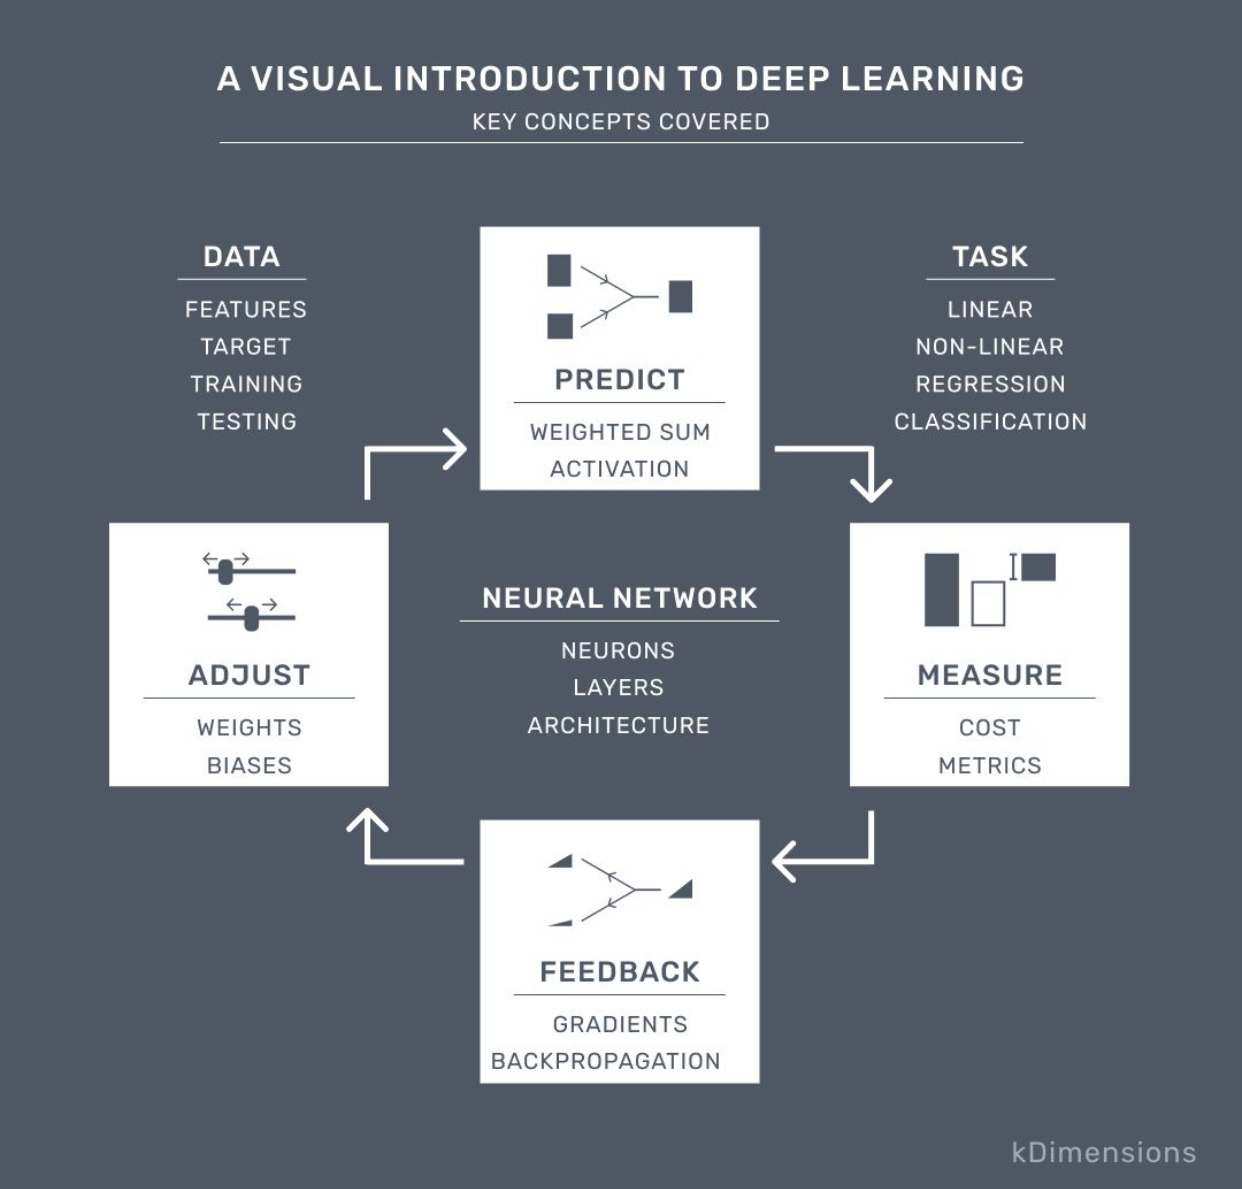 A VISUAL INTRODUCTION TO DEEP LEARNING
KEY CONCEPTS COVERED
DATA
FEATURES
TARGET
TRAINING
TESTING
PREDICT
WEIGHTED SUM
ACTIVATION
TASK
LINEAR
NON-LINEAR
REGRESSION
CLASSIFICATION
ADJUST
WEIGHTS
BIASES
NEURAL NETWORK
NEURONS
LAYERS
ARCHITECTURE
MEASURE
COST
METRICS
FEEDBACK
GRADIENTS
BACKPROPAGATION
kDimensions